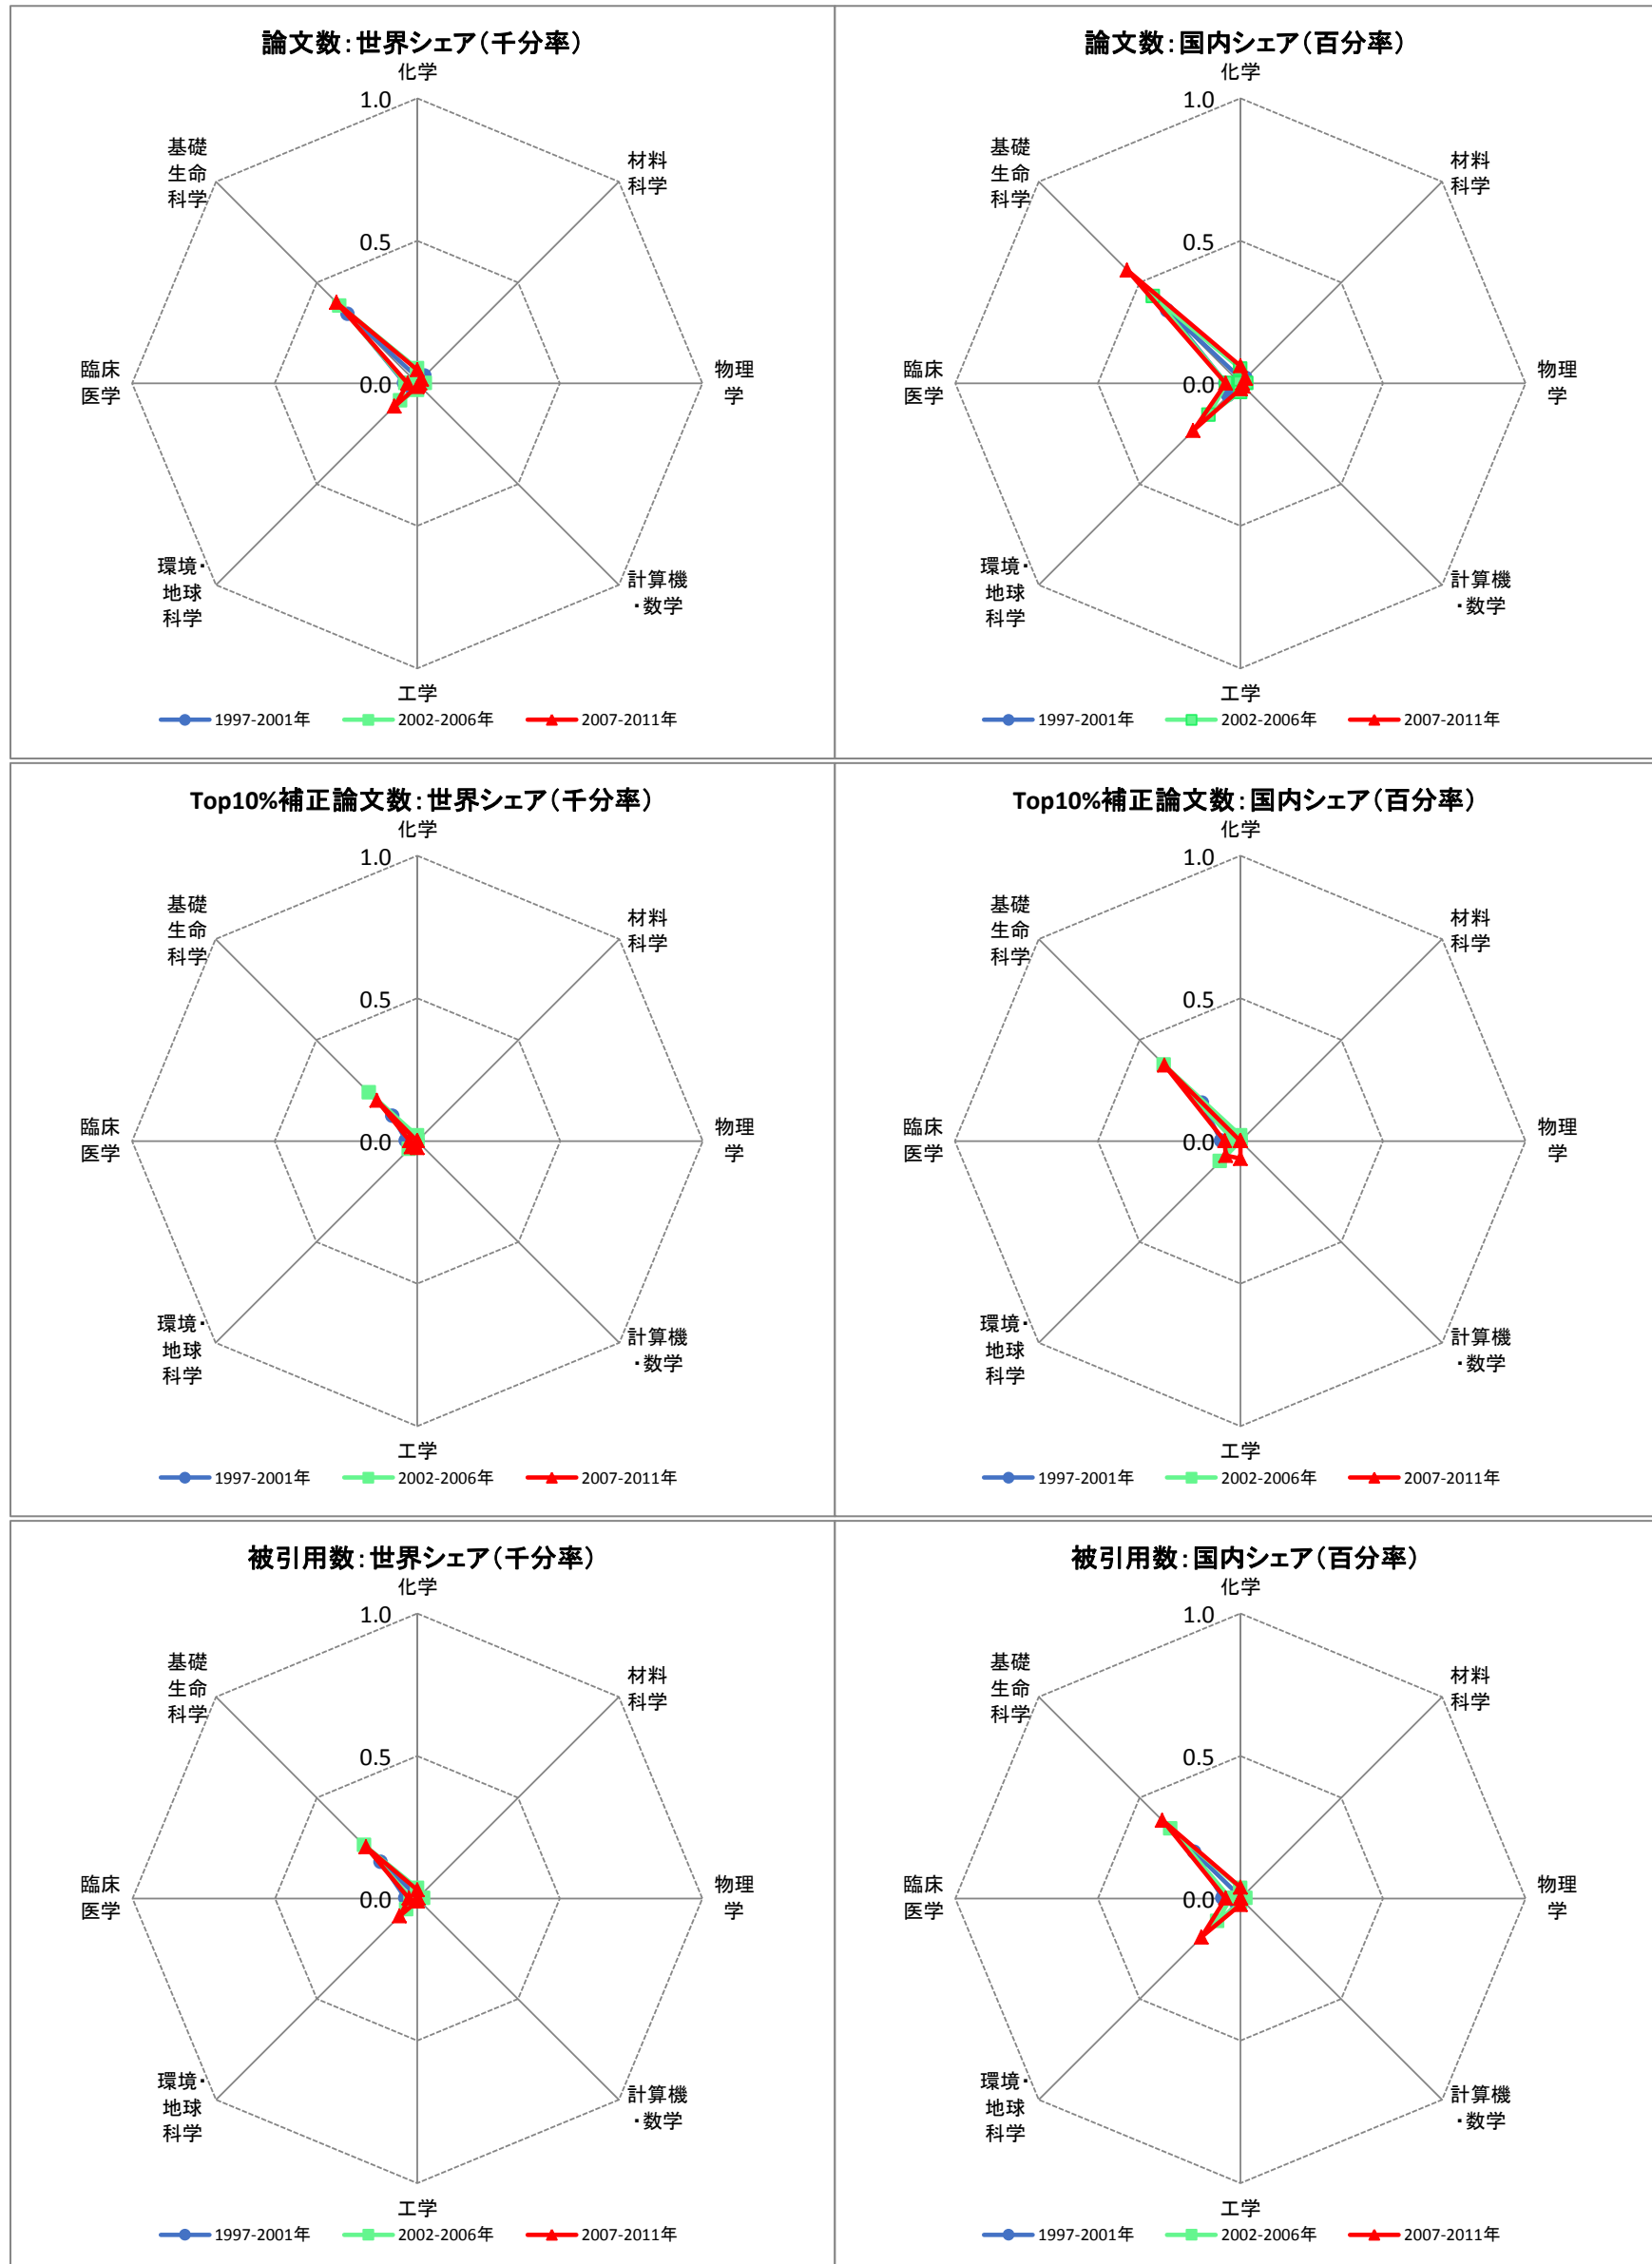 論文数：世界シェア（千分率）
化学
1.0
基礎
生命
科学
材料
科学
0.5
臨床
医学
0.0
物理
学
環境・
地球
科学
計算機
・数学
工学
1997-2001年
2002-2006年
2007-2011年
論文数：国内シェア（百分率）
化学
1.0
基礎
生命
科学
材料
科学
0.5
臨床
医学
0.0
物理
学
環境・
地球
科学
計算機
・数学
工学
1997-2001年
2002-2006年
2007-2011年
Top10%補正論文数：世界シェア（千分率）
化学
1.0
基礎
生命
科学
材料
科学
0.5
臨床
医学
0.0
物理
学
環境・
地球
科学
計算機
・数学
工学
1997-2001年
2002-2006年
2007-2011年
Top10%補正論文数：国内シェア（百分率）
化学
1.0
基礎
生命
科学
材料
科学
0.5
臨床
医学
0.0
物理
学
環境・
地球
科学
計算機
・数学
工学
1997-2001年
2002-2006年
2007-2011年
被引用数：世界シェア（千分率）
化学
1.0
基礎
生命
科学
材料
科学
0.5
臨床
医学
0.0
物理
学
環境・
地球
科学
計算機
・数学
工学
1997-2001年
2002-2006年
2007-2011年
被引用数：国内シェア（百分率）
化学
1.0
基礎
生命
科学
材料
科学
0.5
臨床
医学
0.0
物理
学
環境・
地球
科学
計算機
・数学
工学
1997-2001年
2002-2006年
2007-2011年